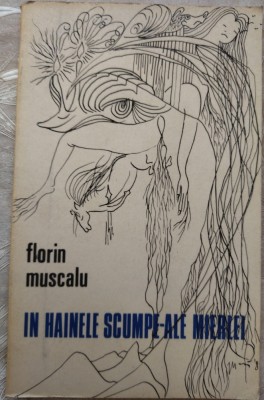 florin
muscalu
IN HAINELE SCUMPE-ALE MIERLEI